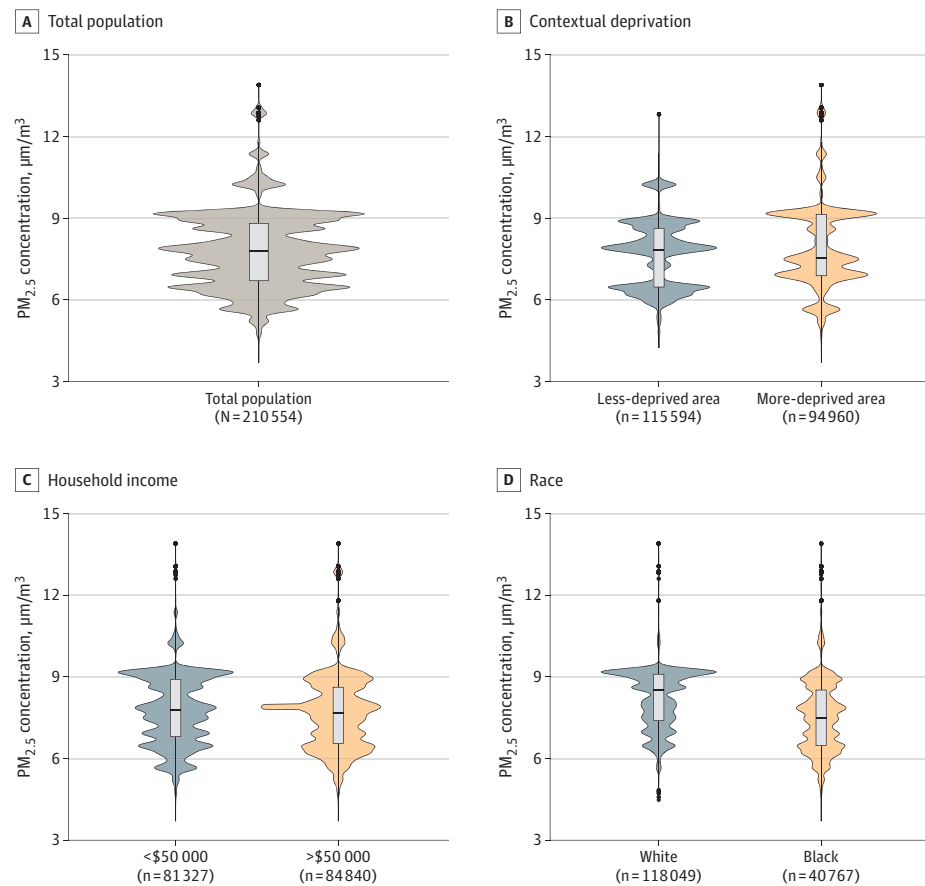 A Total population
15
12
9
6
3
PM2.5 concentration, μm/m3
Total population
(N=210 554)
B Contextual deprivation
15
12
9
6
3
PM2.5 concentration, μm/m3
Less-deprived area
(n=115 594)
More-deprived area
(n=94 960)
C Household income
15
12
9
6
3
PM2.5 concentration, μm/m3
<$50 000
(n=81 327)
>$50 000
(n=84 840)
D Race
15
12
9
6
3
PM2.5 concentration, μm/m3
White
(n=118 049)
Black
(n=40 767)